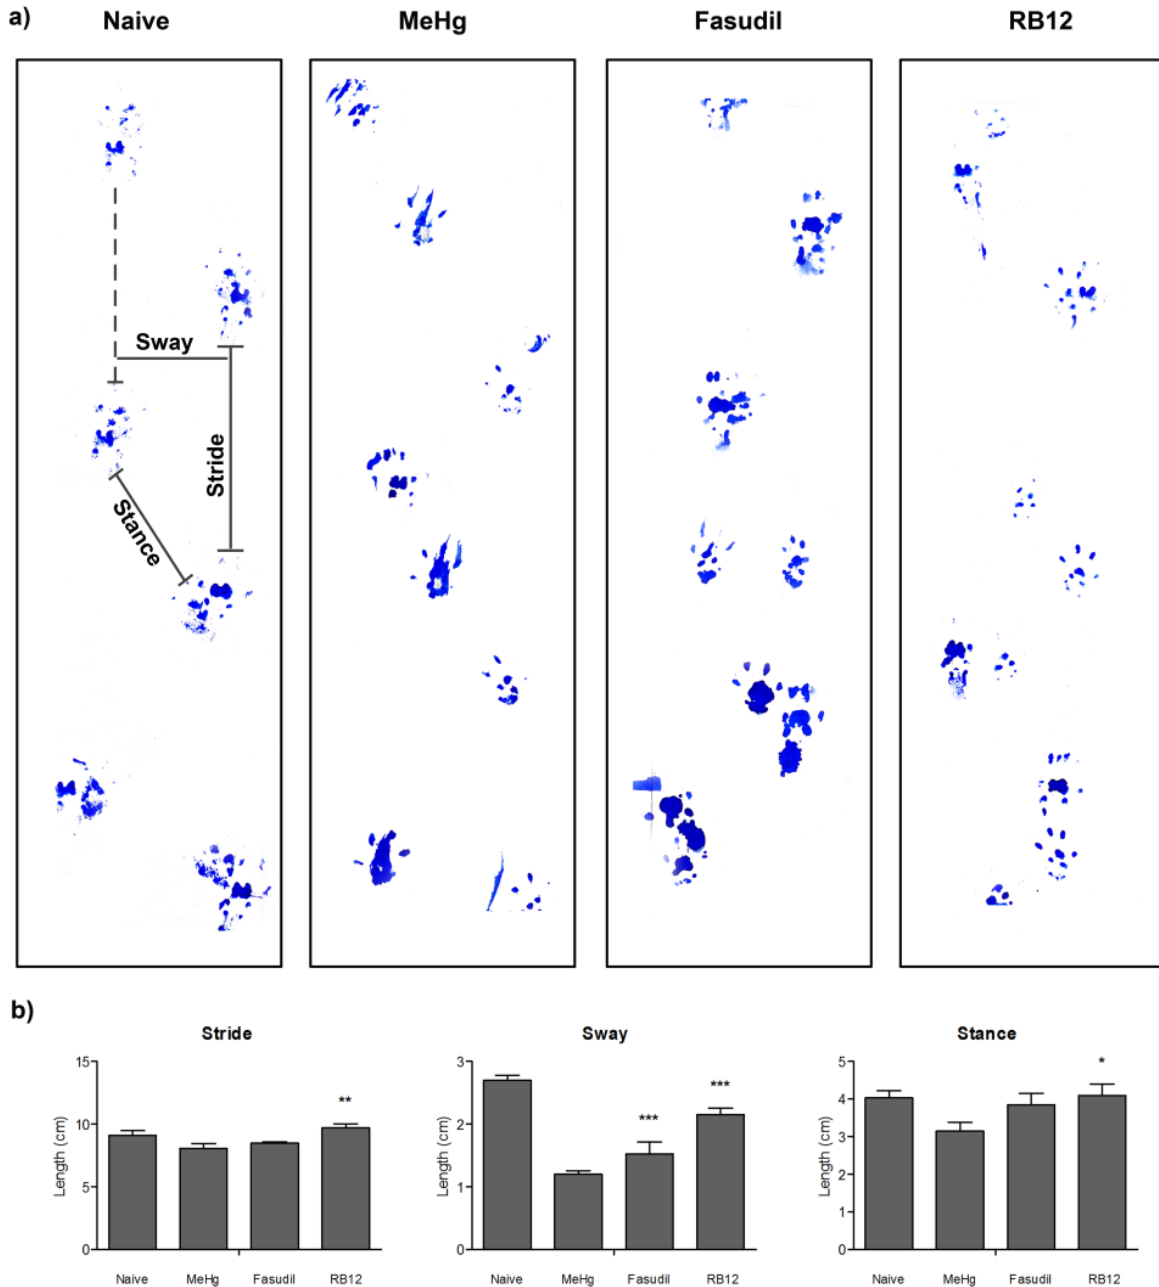 a)
Naive MeHg Fasudil RB12
Sway
Stride
Stance
b)
Stride Sway Stance
15 3 5
** *** *** *
4
10 2
3
Length (cm) Length (cm) Length (cm)
5 1 2
1
0 0 0
Naive MeHg Fasudil RB12 Naive MeHg Fasudil RB12 Naive MeHg Fasudil RB12